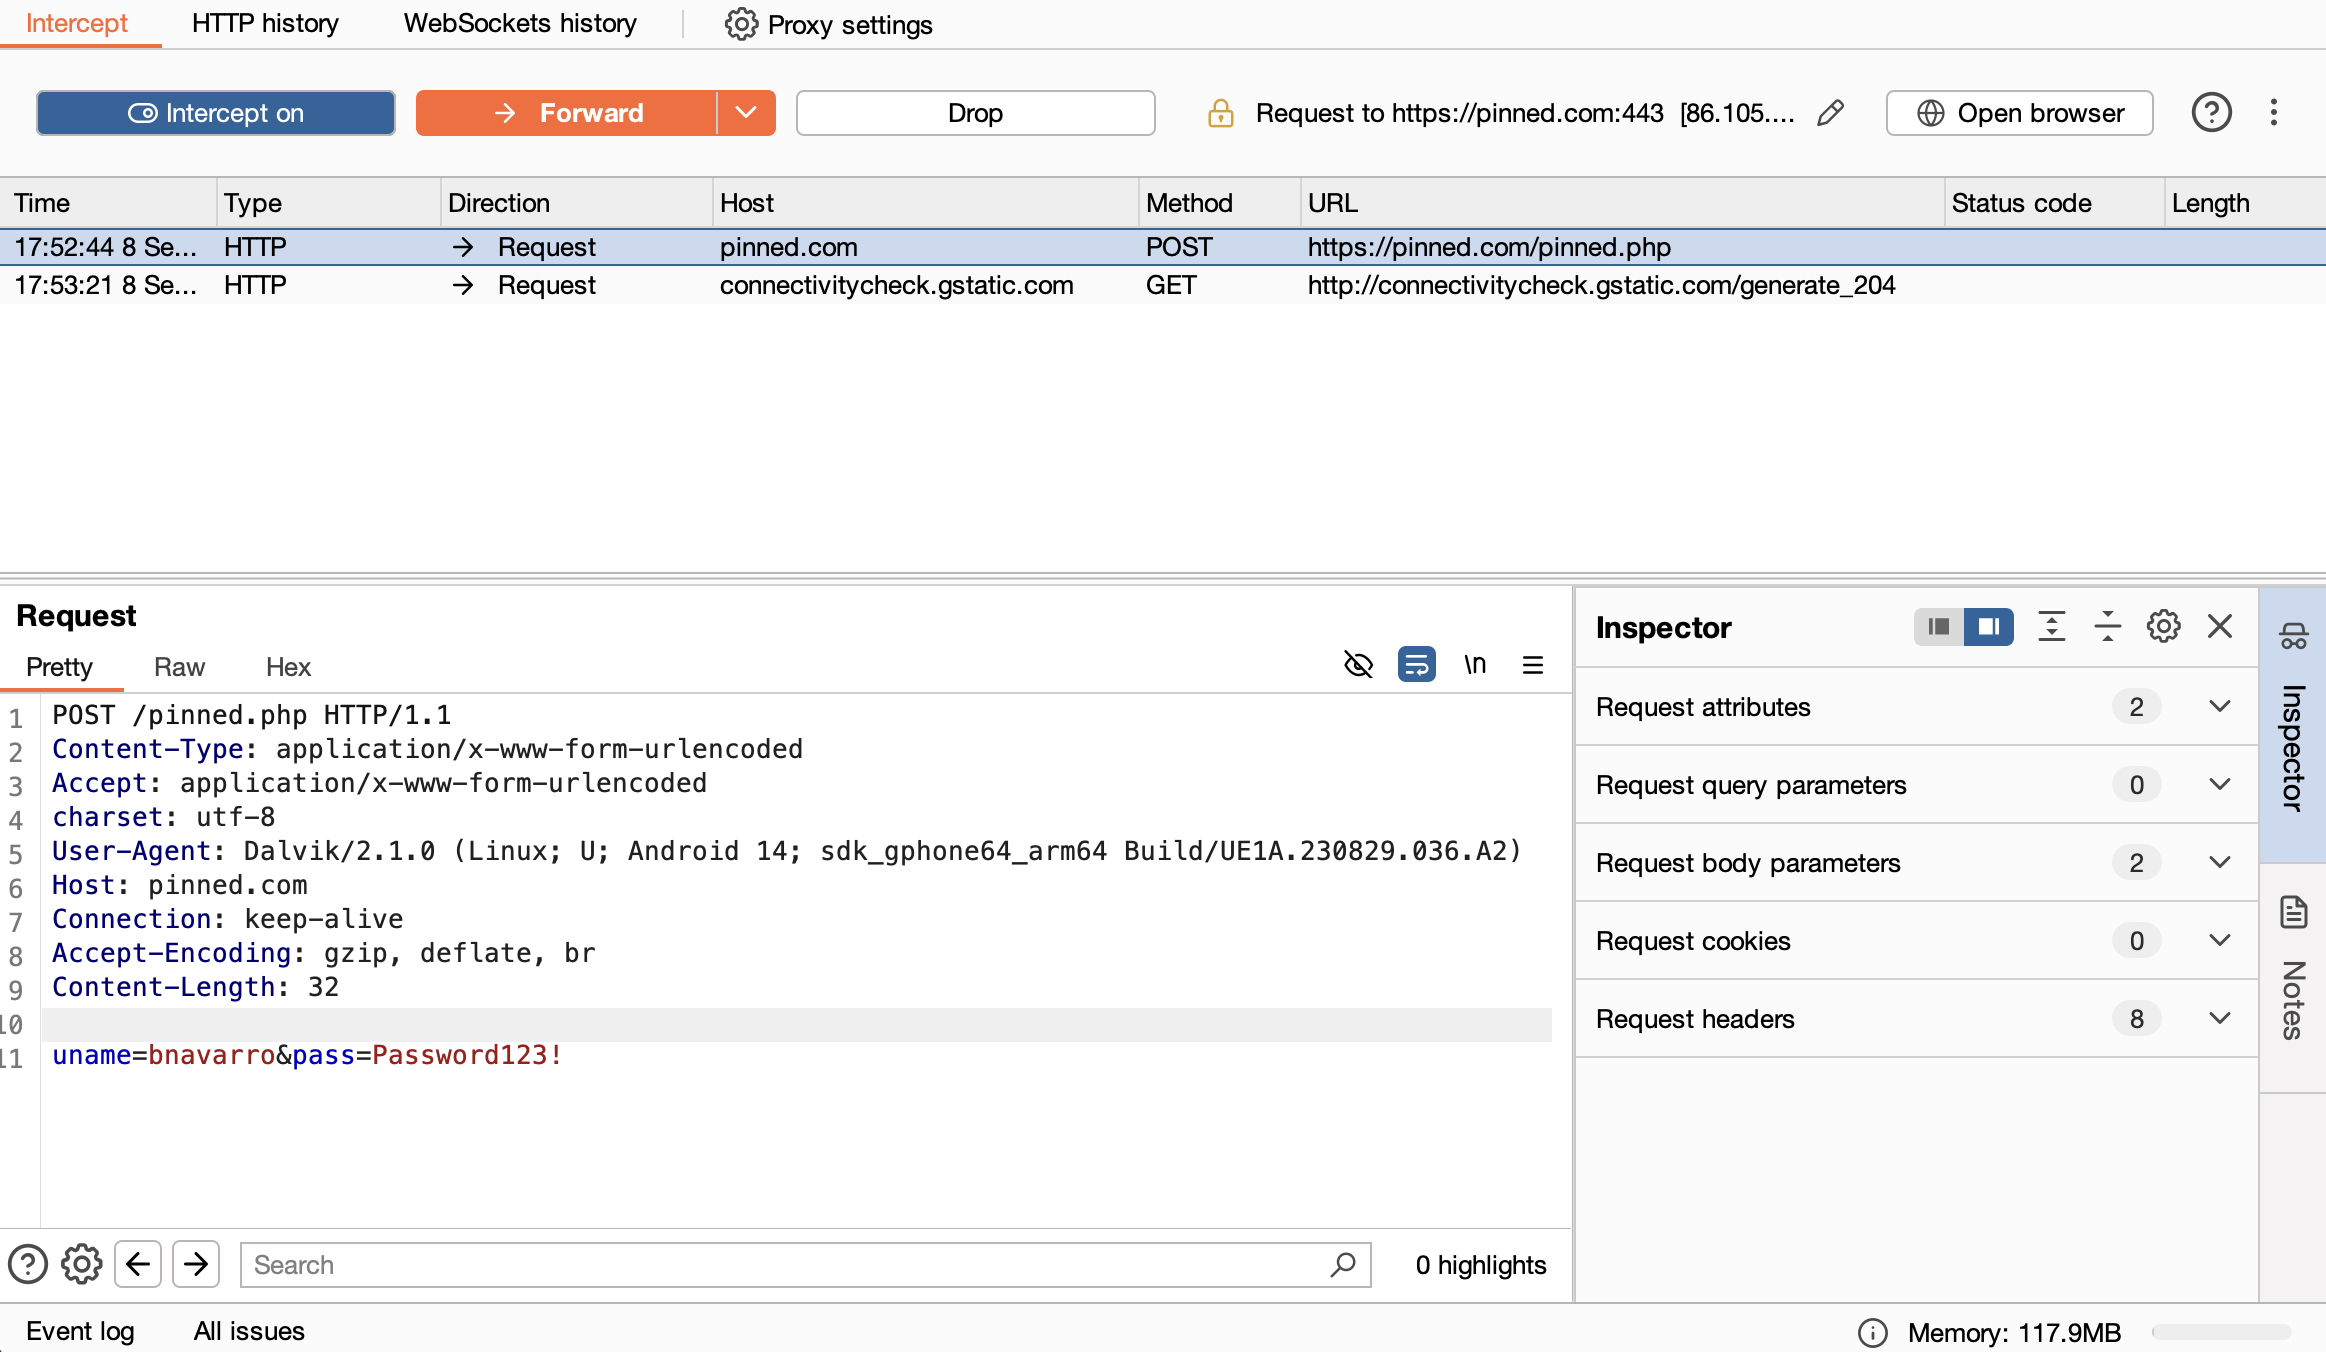 Intercept HTTP history WebSockets history Proxy settings
Intercept on Forward Drop Request to https://pinned.com:443 [86.105.... Open browser
Time Type Direction Host Method URL Status code Length
17:52:44 8 Se... HTTP → Request pinned.com POST https://pinned.com/pinned.php
17:53:21 8 Se... HTTP → Request connectivitycheck.gstatic.com GET http://connectivitycheck.gstatic.com/generate_204
Request
Pretty Raw Hex \n
1 POST /pinned.php HTTP/1.1
2 Content-Type: application/x-www-form-urlencoded
3 Accept: application/x-www-form-urlencoded
4 charset: utf-8
5 User-Agent: Dalvik/2.1.0 (Linux; U; Android 14; sdk_gphone64_arm64 Build/UE1A.230829.036.A2)
6 Host: pinned.com
7 Connection: keep-alive
8 Accept-Encoding: gzip, deflate, br
9 Content-Length: 32
10
11 uname=bnavarro&pass=Password123!
Search 0 highlights
Inspector
Request attributes 2
Request query parameters 0
Request body parameters 2
Request cookies 0
Request headers 8
Inspector
Notes
Event log All issues Memory: 117.9MB